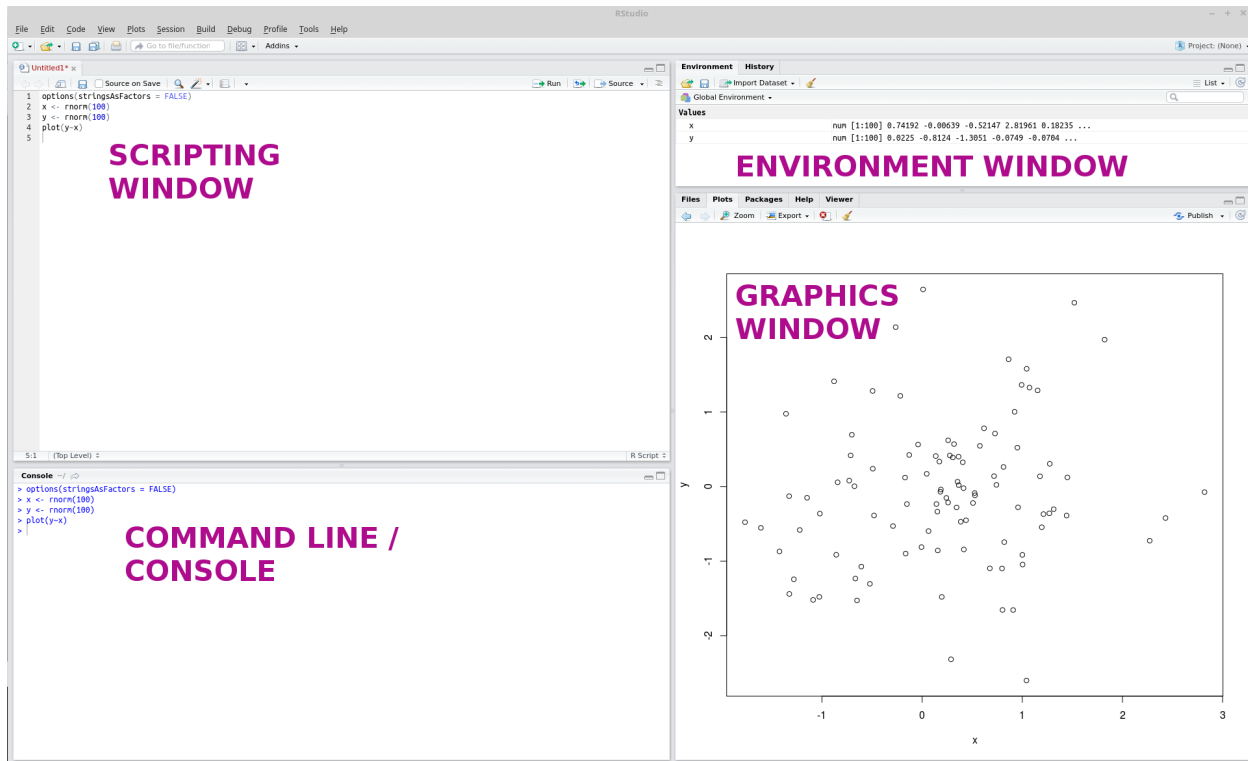 RStudio
File Edit Code View Plots Session Build Debug Profile Tools Help
Go to file/function Addins Project: (None)
Untitled1* x
Source on Save Run Source
1 options(stringsAsFactors = FALSE)
2 x <- rnorm(100)
3 y <- rnorm(100)
4 plot(y~x)
5
SCRIPTING
WINDOW
5:1 (Top Level) R Script
Console ~/
> options(stringsAsFactors = FALSE)
> x <- rnorm(100)
> y <- rnorm(100)
> plot(y~x)
>
COMMAND LINE /
CONSOLE
Environment History
Import Dataset List
Global Environment
Values
x num [1:100] 0.74192 -0.00639 -0.52147 2.81961 0.18235 ...
y num [1:100] 0.0225 -0.8124 -1.3051 -0.0749 -0.0704 ...
ENVIRONMENT WINDOW
Files Plots Packages Help Viewer
Zoom Export Publish
GRAPHICS
WINDOW
2
1
0
-1
-2
y
-1 0 1 2 3
x